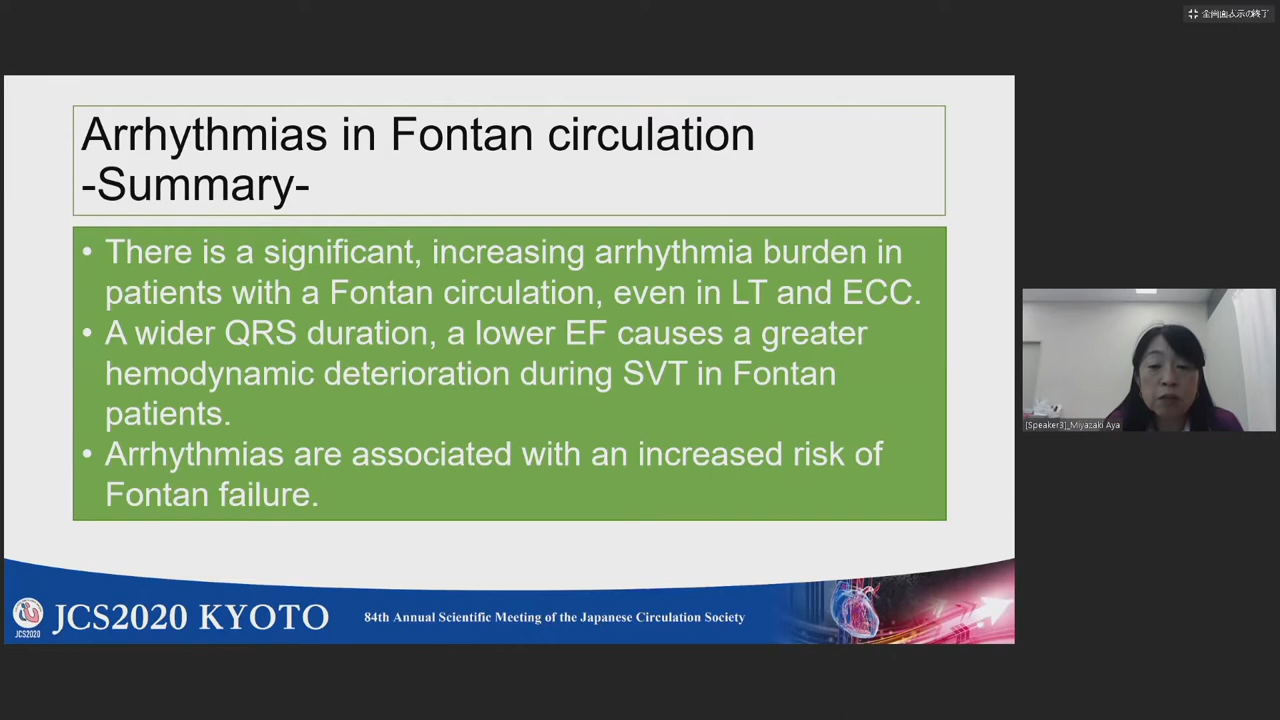 全画面表示の終了
Arrhythmias in Fontan circulation
-Summary-
• There is a significant, increasing arrhythmia burden in
patients with a Fontan circulation, even in LT and ECC.
• A wider QRS duration, a lower EF causes a greater
hemodynamic deterioration during SVT in Fontan
patients.
• Arrhythmias are associated with an increased risk of
Fontan failure.
[Speaker3]_Miyazaki Aya
JCS2020
JCS2020 KYOTO
84th Annual Scientific Meeting of the Japanese Circulation Society